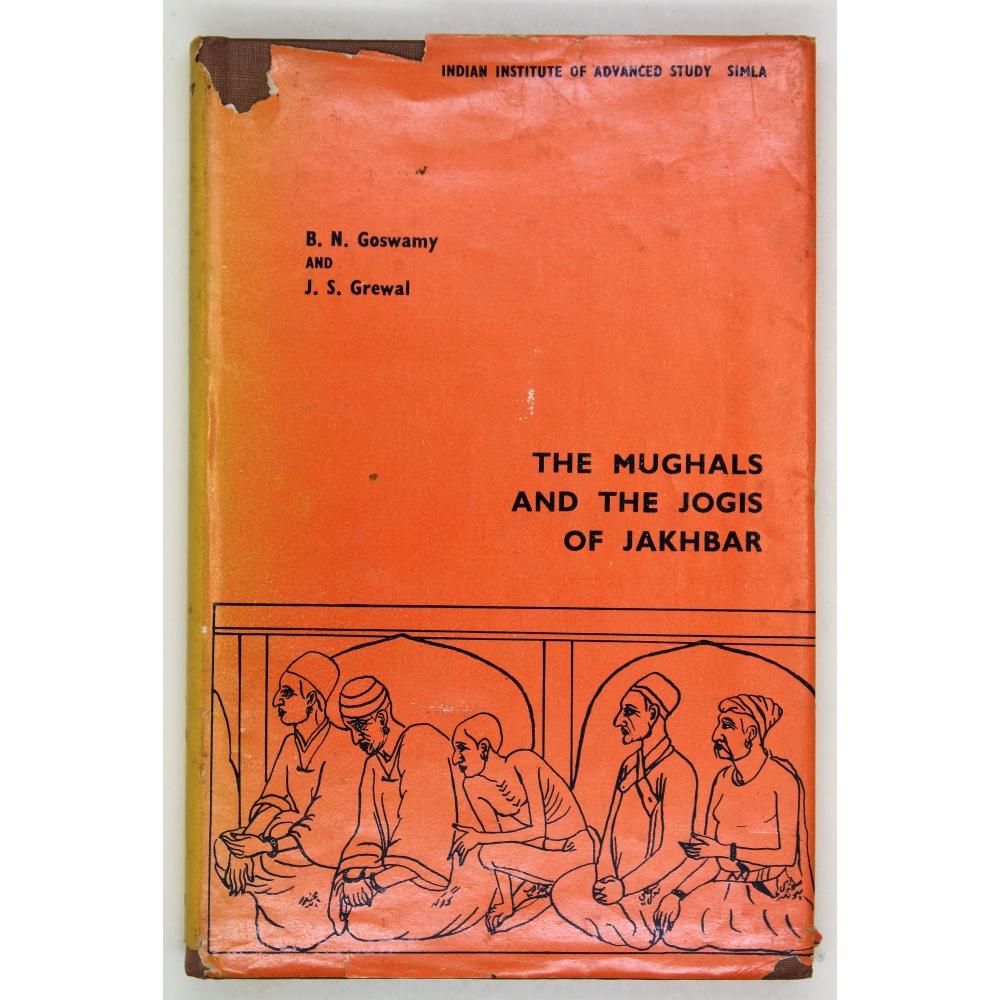 INDIAN INSTITUTE OF ADVANCED STUDY SIMLA
B. N. Goswamy
AND
J. S. Grewal
THE MUGHALS
AND THE JOGIS
OF JAKHBAR